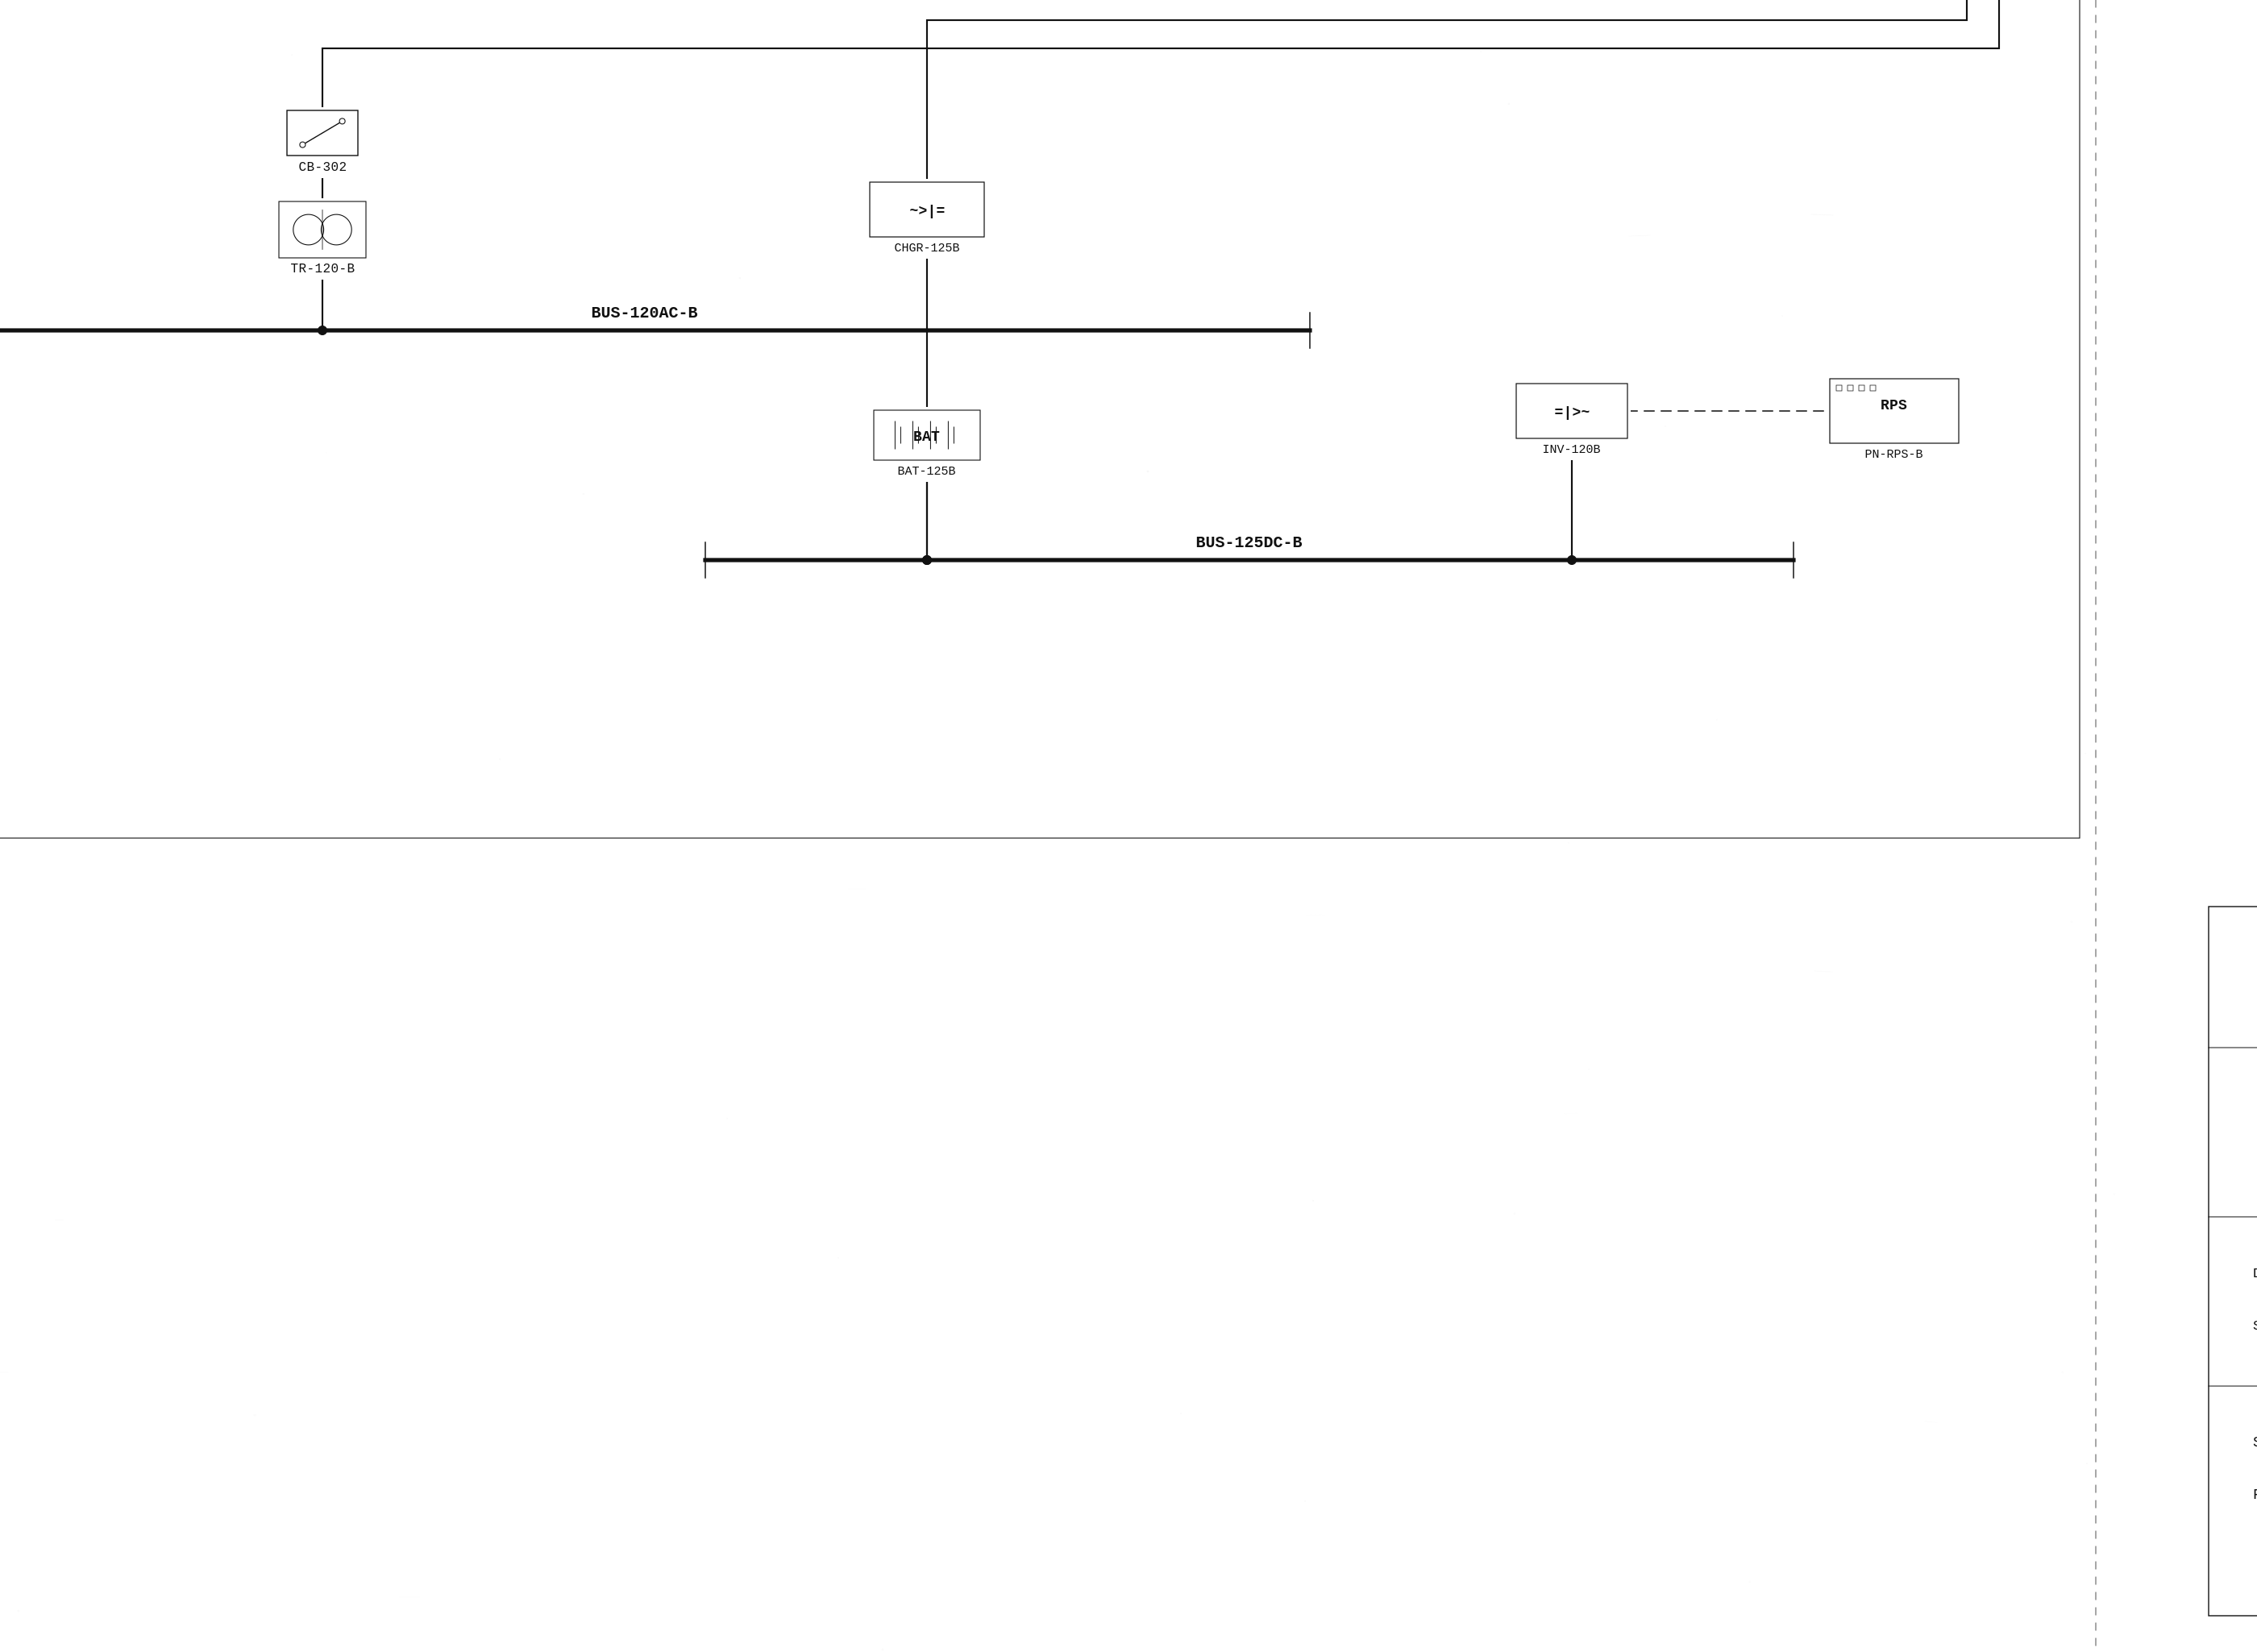 CB-302
TR-120-B
~>|=
CHGR-125B
BUS-120AC-B
BAT
BAT-125B
=|>~
INV-120B
RPS
PN-RPS-B
BUS-125DC-B